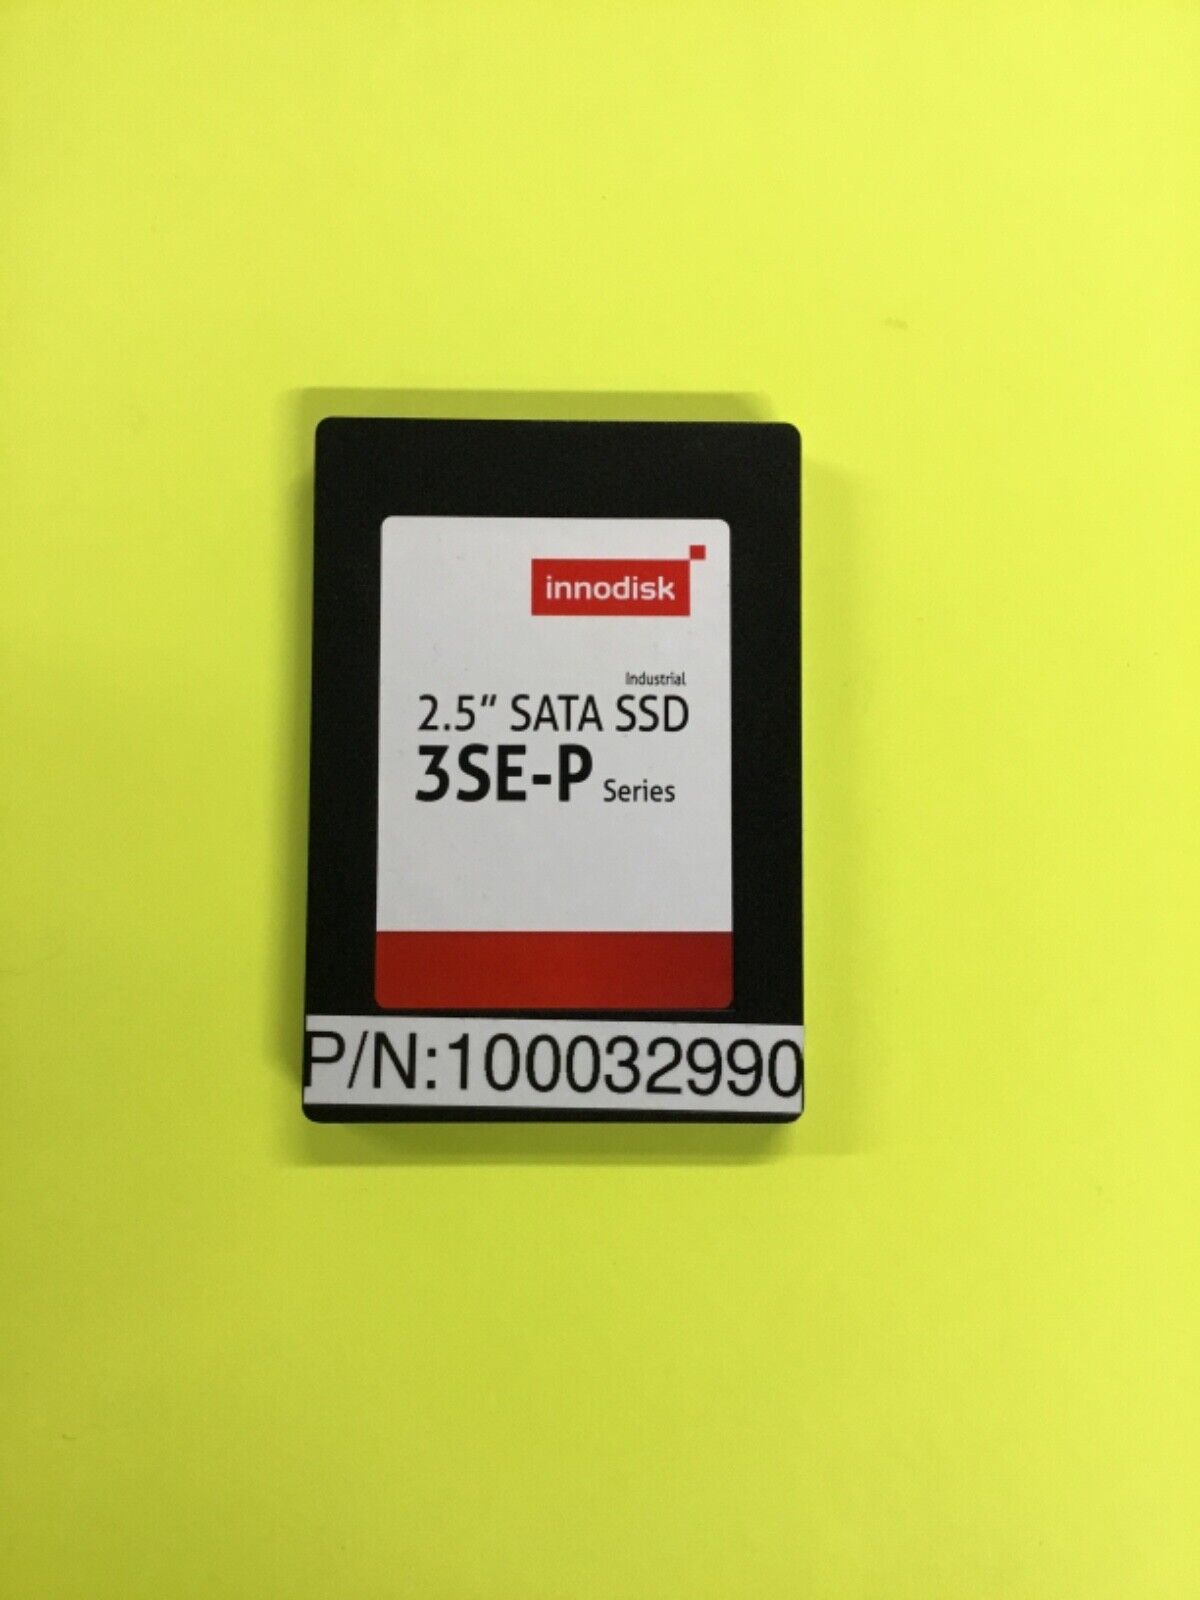 innodisk
Industrial
2.5" SATA SSD
3SE-P Series
P/N:100032990